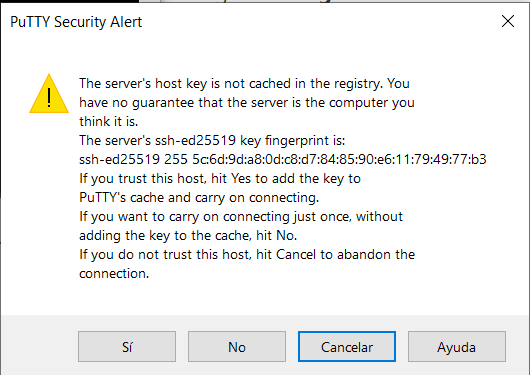 PuTTY Security Alert
The server's host key is not cached in the registry. You
have no guarantee that the server is the computer you
think it is.
The server's ssh-ed25519 key fingerprint is:
ssh-ed25519 255 5c:6d:9d:a8:0d:c8:d7:84:85:90:e6:11:79:49:77:b3
If you trust this host, hit Yes to add the key to
PuTTY's cache and carry on connecting.
If you want to carry on connecting just once, without
adding the key to the cache, hit No.
If you do not trust this host, hit Cancel to abandon the
connection.
Sí
No
Cancelar
Ayuda